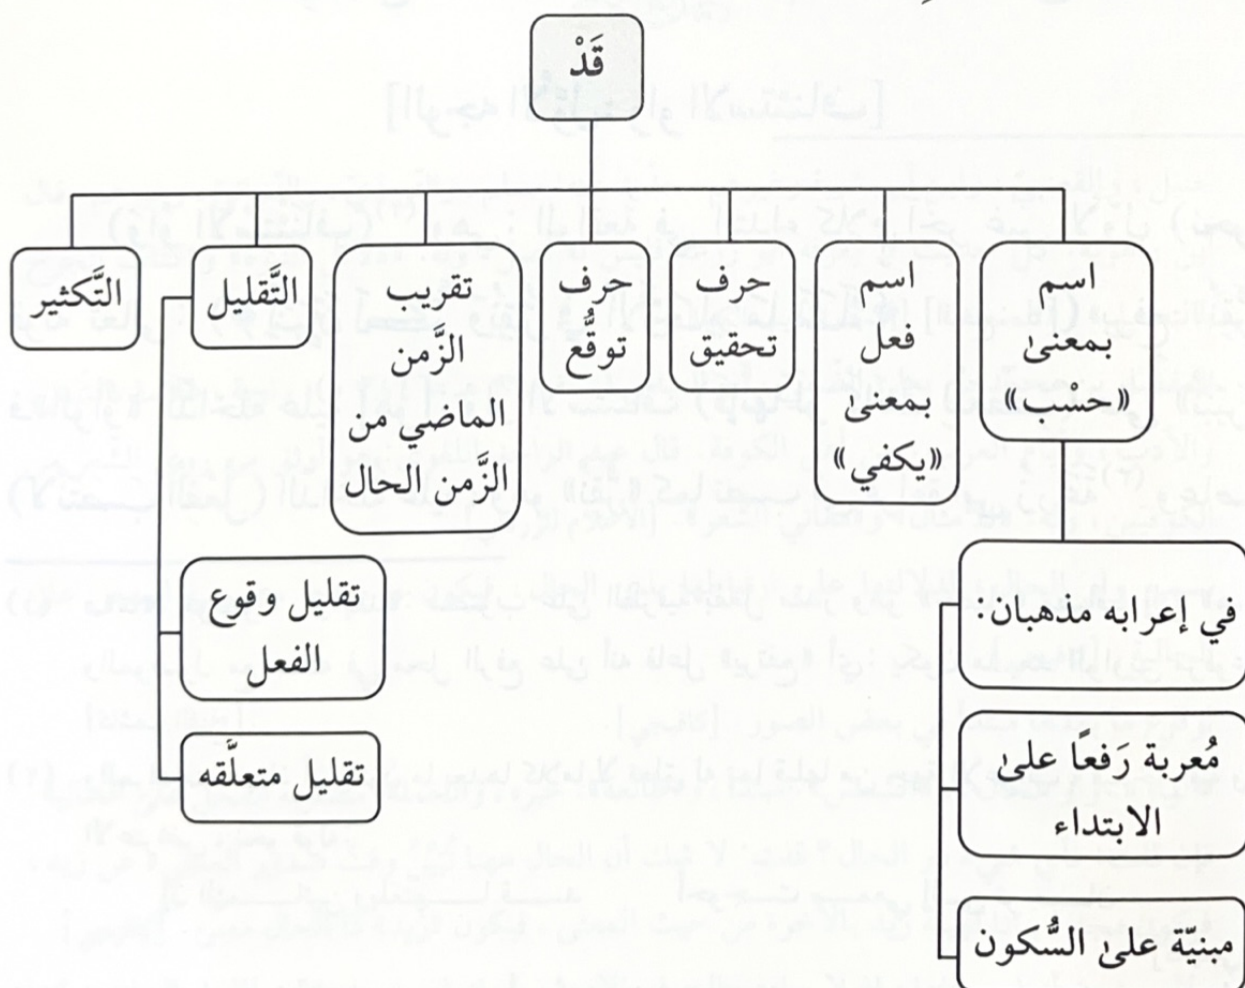 قَدْ
اسم
بمعنىٰ
«حسْب»
اسم
فعل
بمعنىٰ
«يكفي»
حرف
تحقيق
حرف
توقُّع
تقريب
الزَّمن
الماضي من
الزَّمن الحال
التَّقليل
التَّكثير
في إعرابه مذهبان:
مُعربة رَفعًا علىٰ
الابتداء
مبنيّة علىٰ السُّكون
تقليل وقوع
الفعل
تقليل متعلَّقه